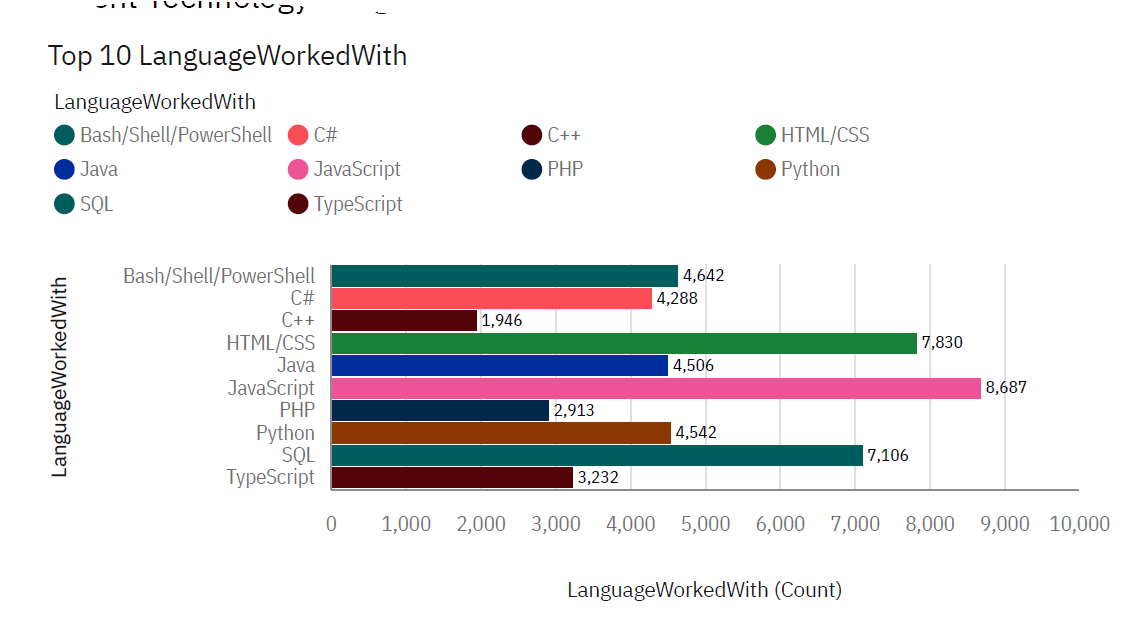 Top 10 LanguageWorkedWith
LanguageWorkedWith
Bash/Shell/PowerShell C# C++ HTML/CSS
Java JavaScript PHP Python
SQL TypeScript
LanguageWorkedWith
Bash/Shell/PowerShell 4,642
C# 4,288
C++ 1,946
HTML/CSS 7,830
Java 4,506
JavaScript 8,687
PHP 2,913
Python 4,542
SQL 7,106
TypeScript 3,232
0 1,000 2,000 3,000 4,000 5,000 6,000 7,000 8,000 9,000 10,000
LanguageWorkedWith (Count)